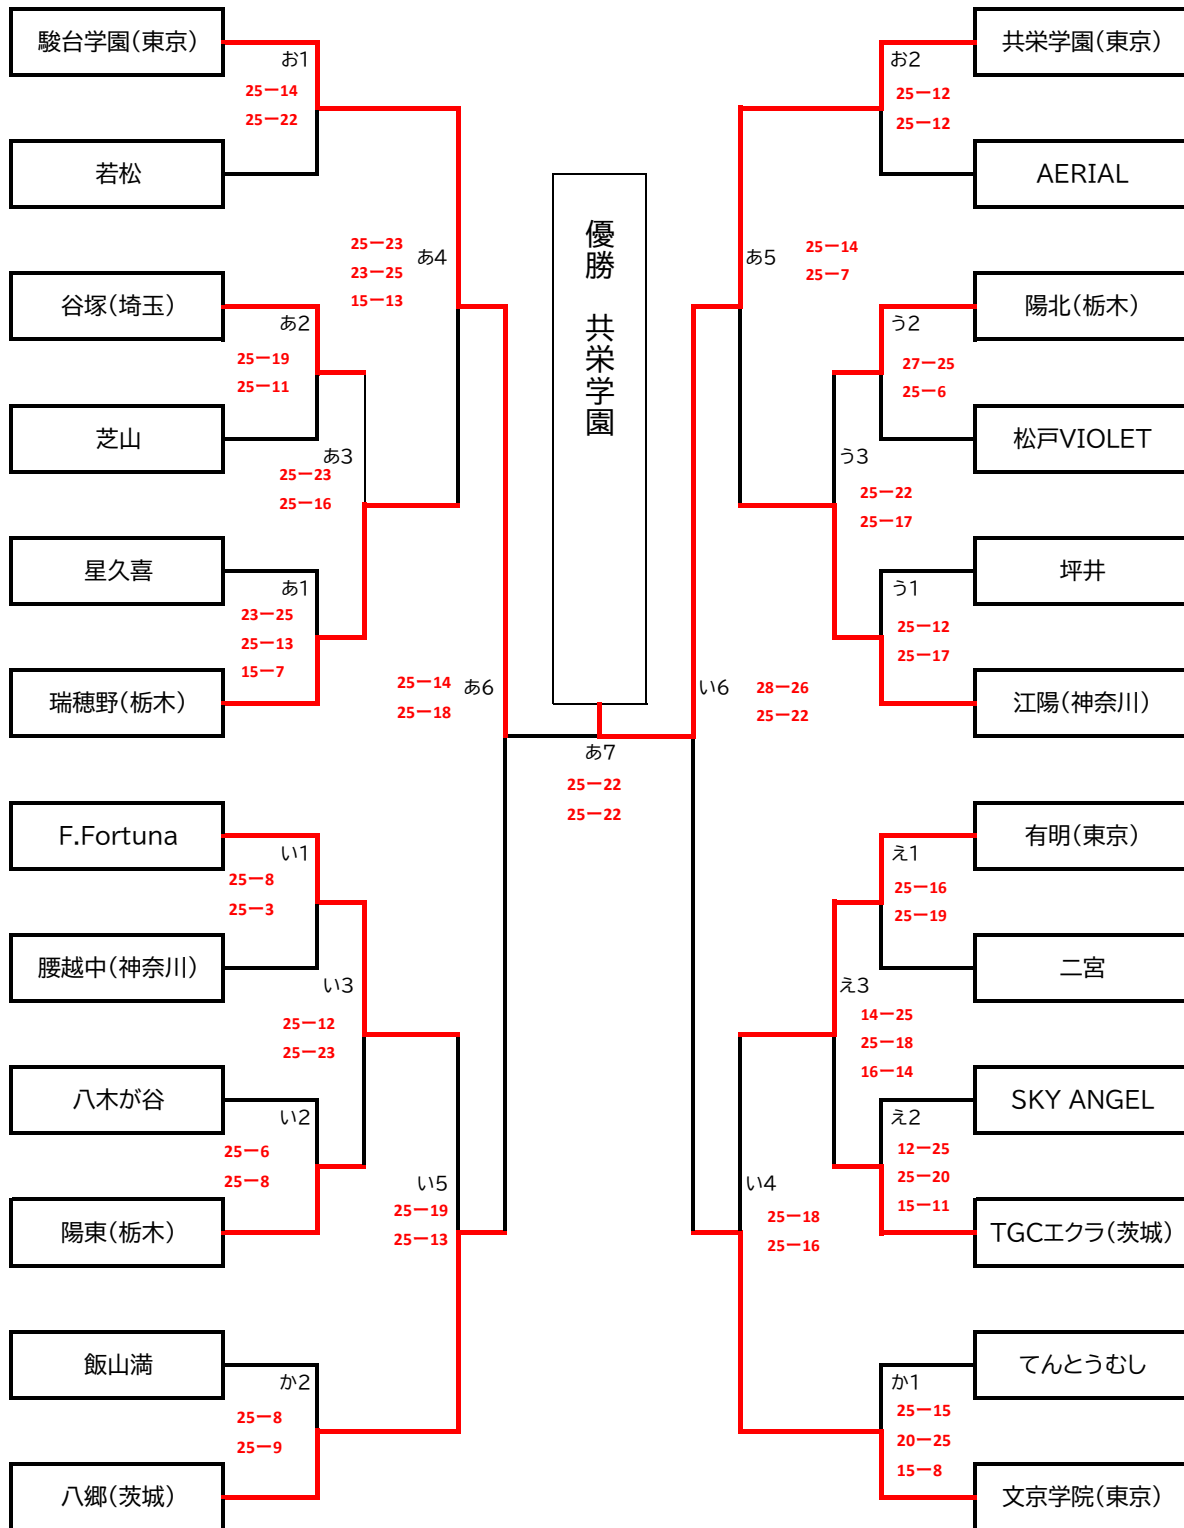 駿台学園(東京)
お1
25ー14
25ー22
若松
谷塚(埼玉)
あ2
25ー19
25ー11
芝山
あ3
25ー23
25ー16
星久喜
あ1
23ー25
25ー13
15ー7
瑞穂野(栃木)
25ー23
23ー25
15ー13
あ4
25ー14
25ー18
あ6
F.Fortuna
い1
25ー8
25ー3
腰越中(神奈川)
い3
25ー12
25ー23
八木が谷
い2
25ー6
25ー8
陽東(栃木)
い5
25ー19
25ー13
飯山満
か2
25ー8
25ー9
八郷(茨城)
優勝 共栄学園
あ7
25ー22
25ー22
共栄学園(東京)
お2
25ー12
25ー12
AERIAL
あ5
25ー14
25ー7
陽北(栃木)
う2
27ー25
25ー6
松戸VIOLET
う3
25ー22
25ー17
坪井
う1
25ー12
25ー17
江陽(神奈川)
い6
28ー26
25ー22
有明(東京)
え1
25ー16
25ー19
二宮
え3
14ー25
25ー18
16ー14
SKY ANGEL
え2
12ー25
25ー20
15ー11
TGCエクラ(茨城)
い4
25ー18
25ー16
てんとうむし
か1
25ー15
20ー25
15ー8
文京学院(東京)